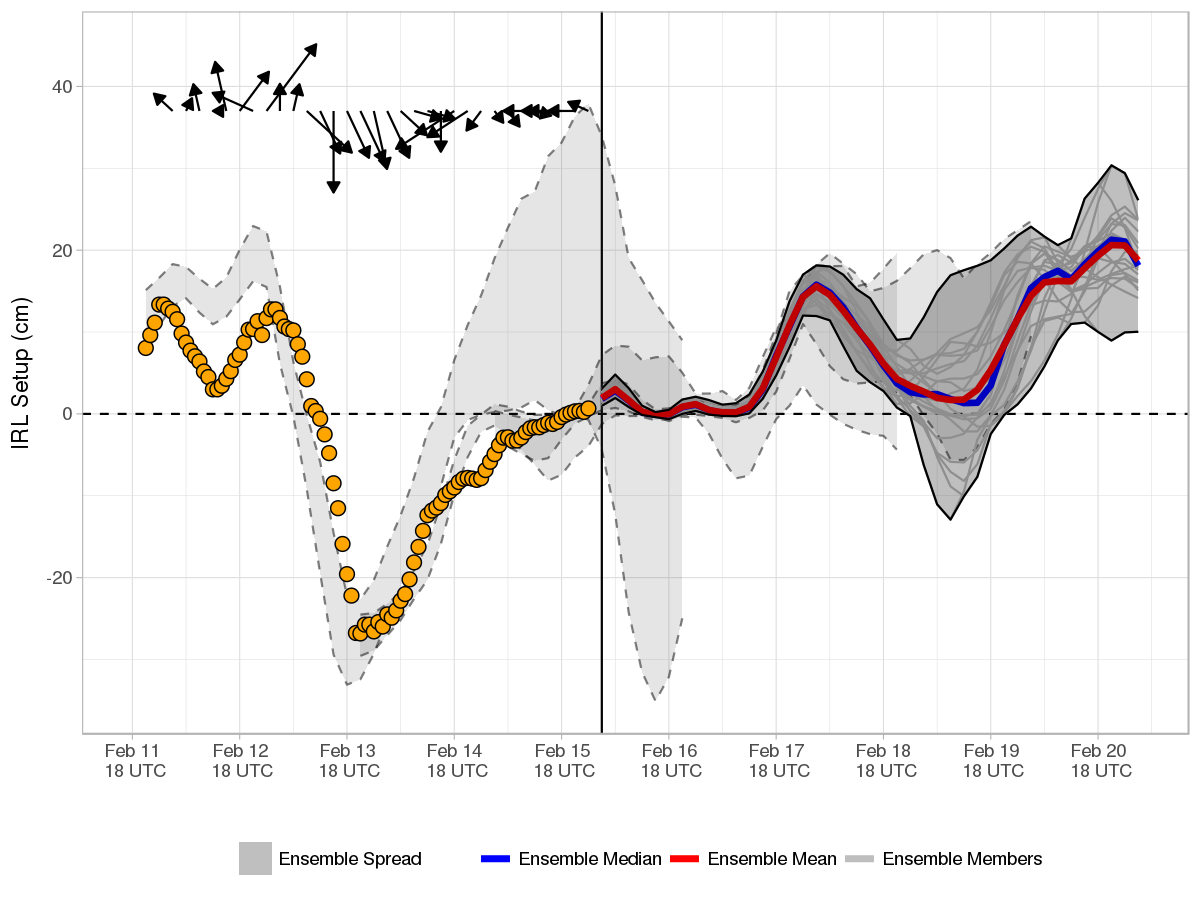 IRL Setup (cm)
40
20
0
-20
Feb 11 Feb 12 Feb 13 Feb 14 Feb 15 Feb 16 Feb 17 Feb 18 Feb 19 Feb 20
18 UTC 18 UTC 18 UTC 18 UTC 18 UTC 18 UTC 18 UTC 18 UTC 18 UTC 18 UTC
Ensemble Spread Ensemble Median Ensemble Mean Ensemble Members